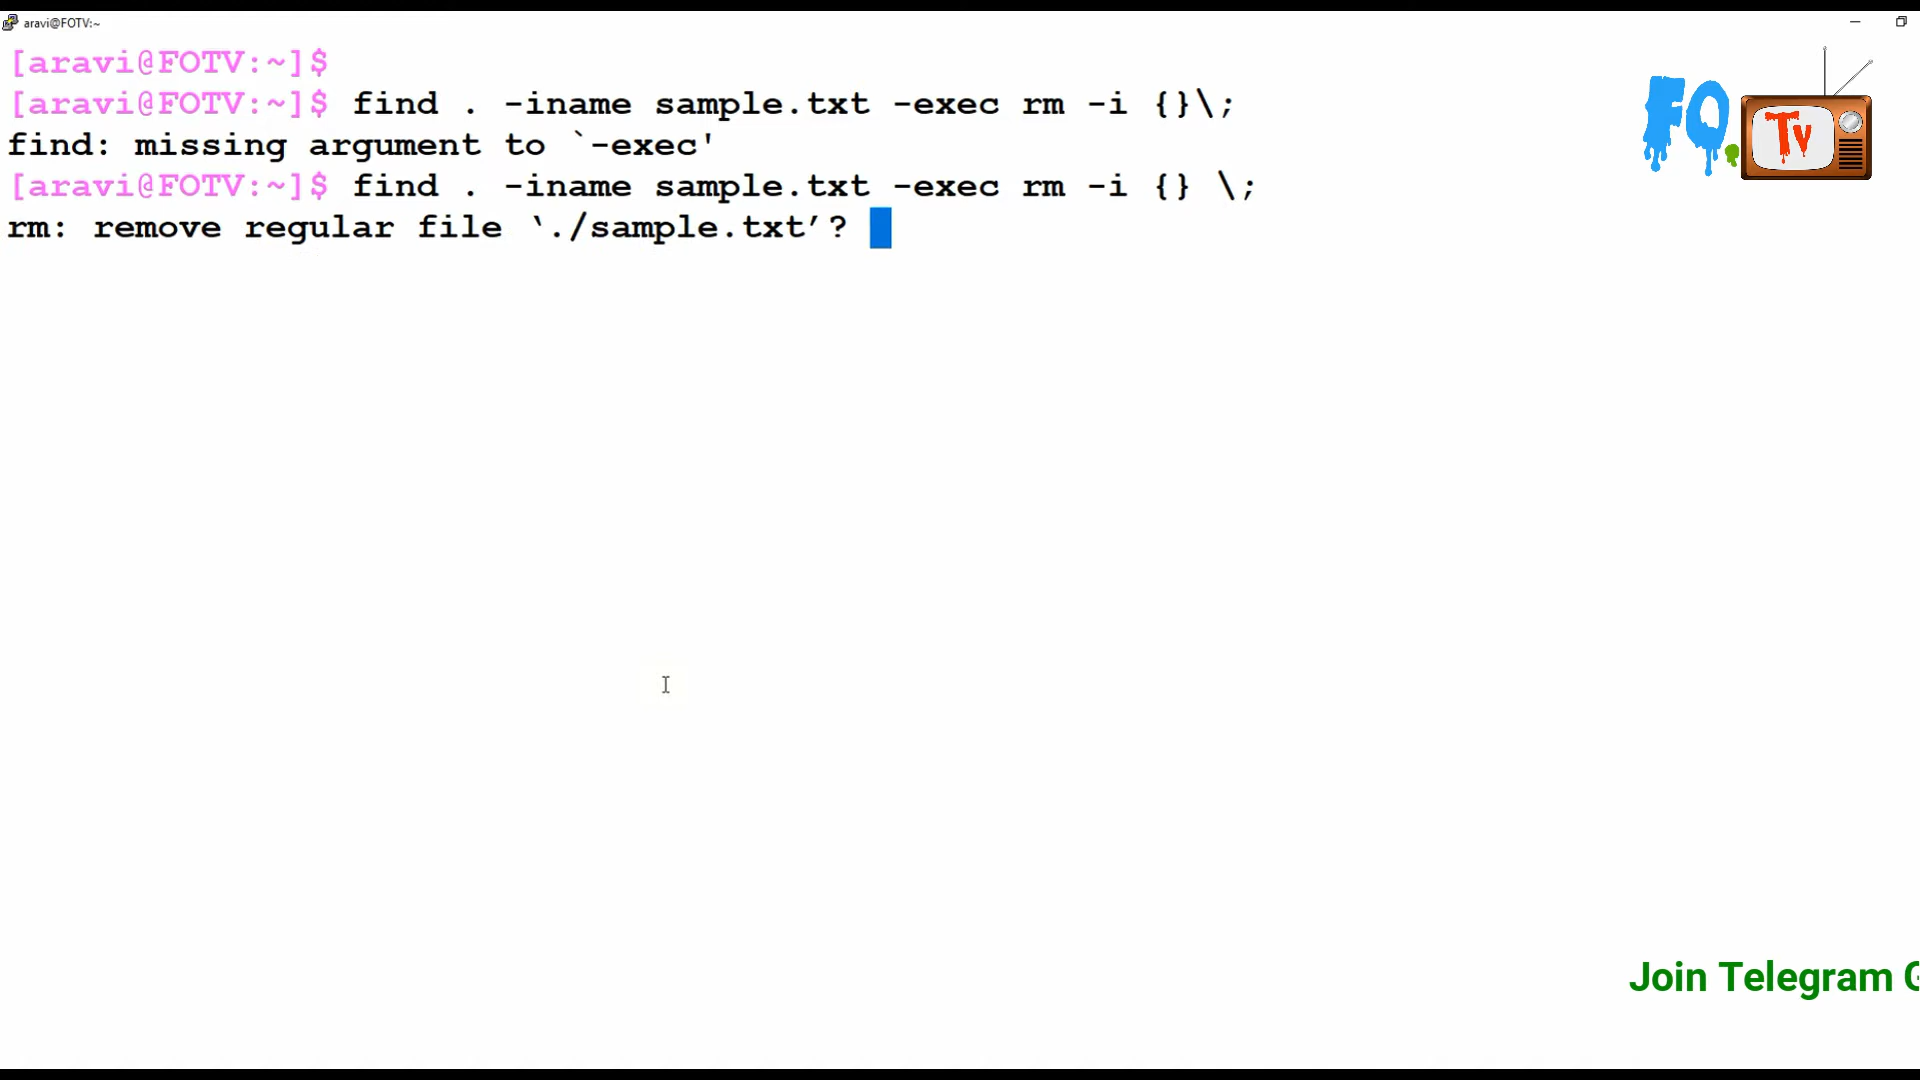 aravi@FOTV:~
[aravi@FOTV:~]$
[aravi@FOTV:~]$ find . -iname sample.txt -exec rm -i {}\;
find: missing argument to `-exec'
[aravi@FOTV:~]$ find . -iname sample.txt -exec rm -i {} \;
rm: remove regular file ‘./sample.txt’?
FO.
Tv
Join Telegram G